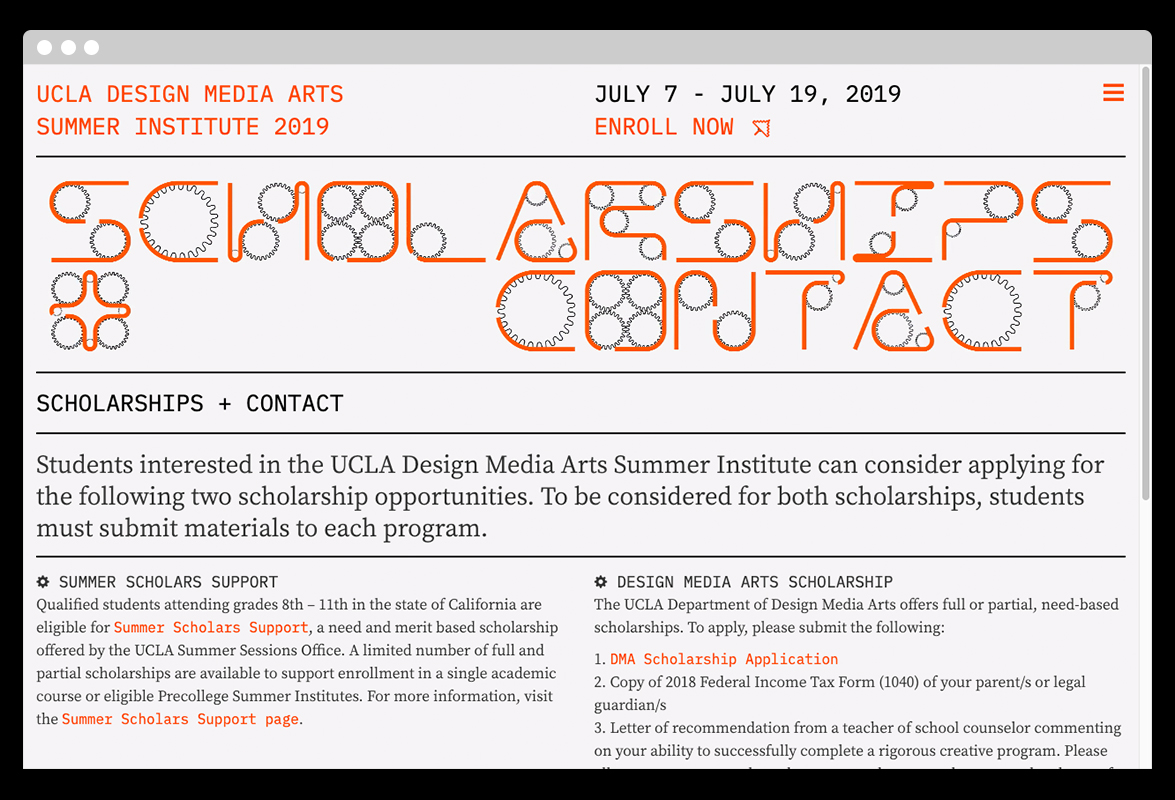 UCLA DESIGN MEDIA ARTS
SUMMER INSTITUTE 2019
JULY 7 - JULY 19, 2019
ENROLL NOW
SCHOLARSHIPS
CONTACT
SCHOLARSHIPS + CONTACT
Students interested in the UCLA Design Media Arts Summer Institute can consider applying for
the following two scholarship opportunities. To be considered for both scholarships, students
must submit materials to each program.
SUMMER SCHOLARS SUPPORT
Qualified students attending grades 8th – 11th in the state of California are
eligible for Summer Scholars Support, a need and merit based scholarship
offered by the UCLA Summer Sessions Office. A limited number of full and
partial scholarships are available to support enrollment in a single academic
course or eligible Precollege Summer Institutes. For more information, visit
the Summer Scholars Support page.
DESIGN MEDIA ARTS SCHOLARSHIP
The UCLA Department of Design Media Arts offers full or partial, need-based
scholarships. To apply, please submit the following:
1. DMA Scholarship Application
2. Copy of 2018 Federal Income Tax Form (1040) of your parent/s or legal
guardian/s
3. Letter of recommendation from a teacher of school counselor commenting
on your ability to successfully complete a rigorous creative program. Please